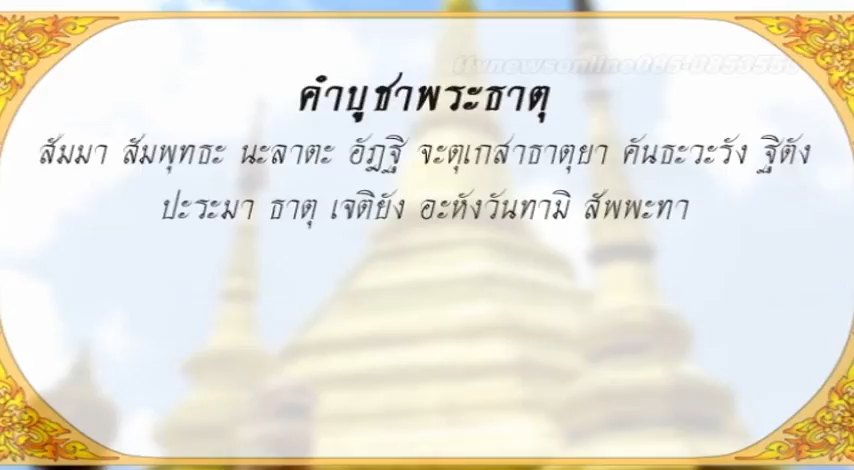 คำบูชาพระธาตุ
สัมมา สัมพุทธะ นะลาตะ อัฎฐิ จะตุเกสาธาตุยา คันธะวะรัง ฐิตัง
ปะระมา ธาตุ เจติยัง อะหังวันทามิ สัพพะทา